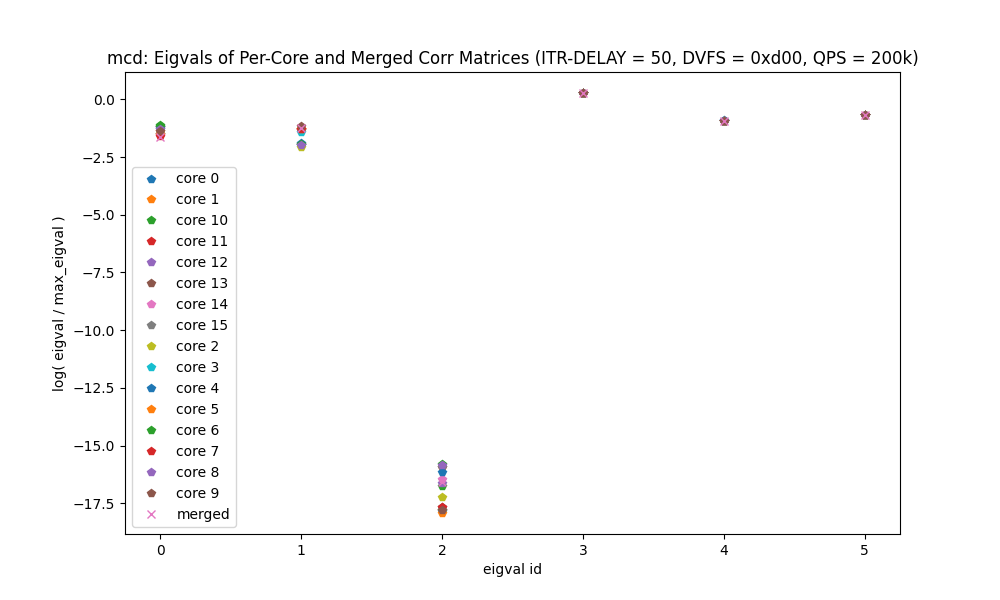 mcd: Eigvals of Per-Core and Merged Corr Matrices (ITR-DELAY = 50, DVFS = 0xd00, QPS = 200k)
log( eigval / max_eigval )
0.0
−2.5
−5.0
−7.5
−10.0
−12.5
−15.0
−17.5
core 0
core 1
core 10
core 11
core 12
core 13
core 14
core 15
core 2
core 3
core 4
core 5
core 6
core 7
core 8
core 9
merged
0 1 2 3 4 5
eigval id